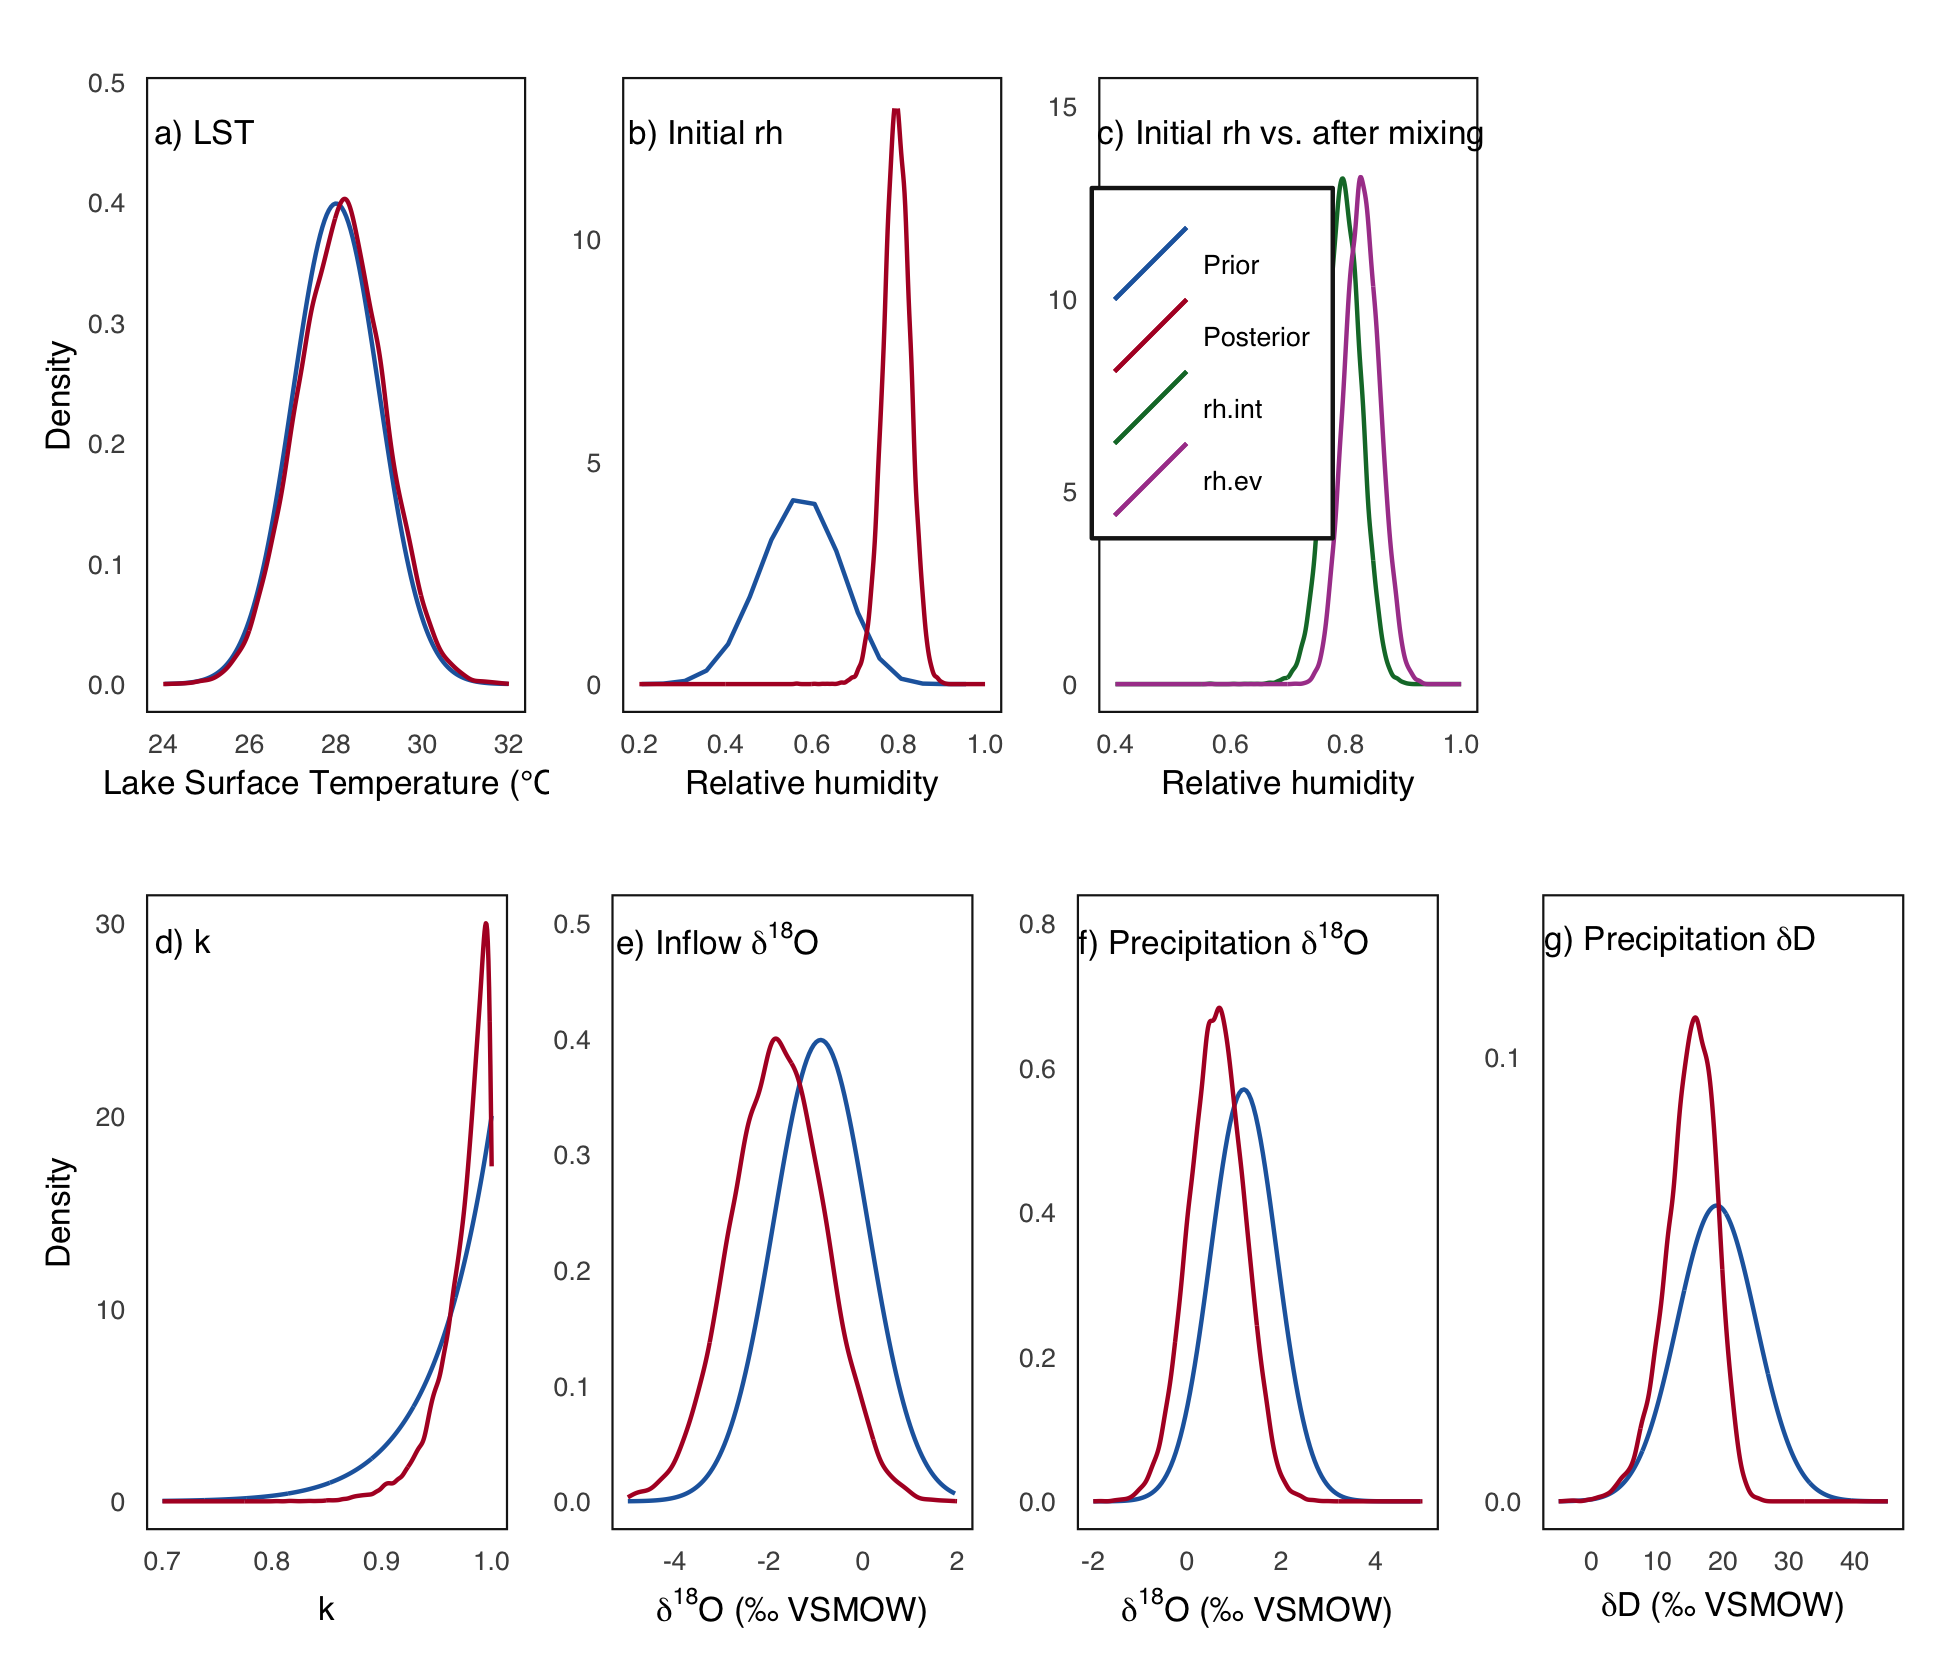 a) LST
0.5
0.4
0.3
0.2
0.1
0.0
Density
24 26 28 30 32
Lake Surface Temperature (°C
b) Initial rh
10
5
0
0.2 0.4 0.6 0.8 1.0
Relative humidity
c) Initial rh vs. after mixing
15
10
5
0
Prior
Posterior
rh.int
rh.ev
0.4 0.6 0.8 1.0
Relative humidity
d) k
30
20
10
0
Density
0.7 0.8 0.9 1.0
k
e) Inflow δ¹⁸O
0.5
0.4
0.3
0.2
0.1
0.0
-4 -2 0 2
δ¹⁸O (‰ VSMOW)
f) Precipitation δ¹⁸O
0.8
0.6
0.4
0.2
0.0
-2 0 2 4
δ¹⁸O (‰ VSMOW)
g) Precipitation δD
0.1
0.0
0 10 20 30 40
δD (‰ VSMOW)